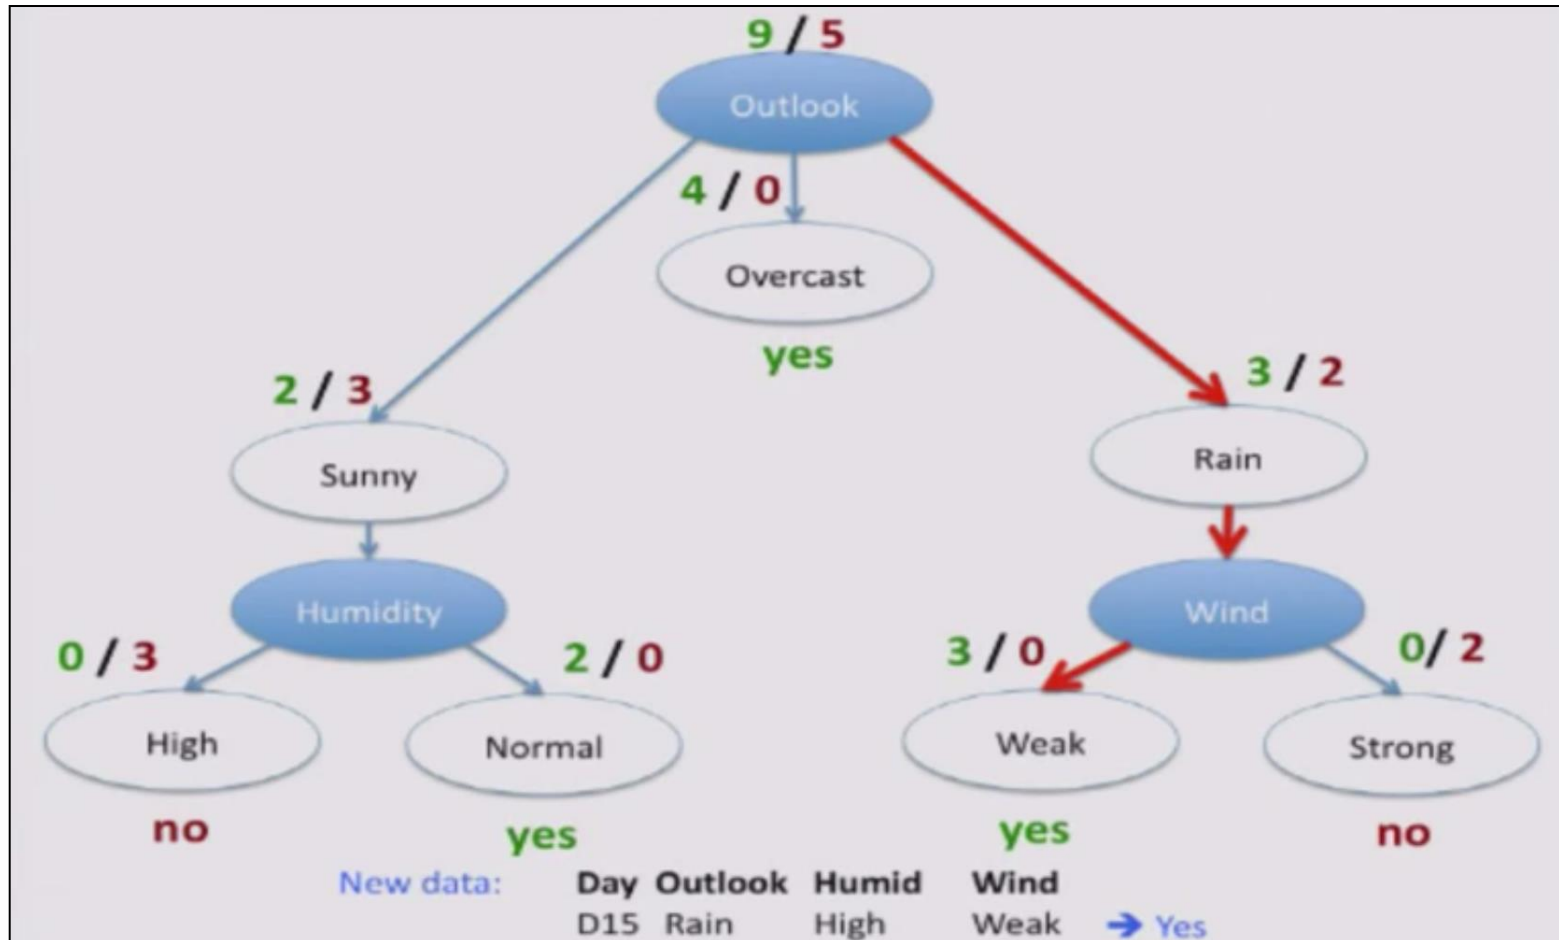 9 / 5
Outlook
4 / 0
Overcast
yes
2 / 3
3 / 2
Sunny
Rain
Humidity
Wind
0 / 3
2 / 0
3 / 0
0/ 2
High
Normal
Weak
Strong
no
yes
yes
no
New data: Day Outlook Humid Wind
D15 Rain High Weak → Yes